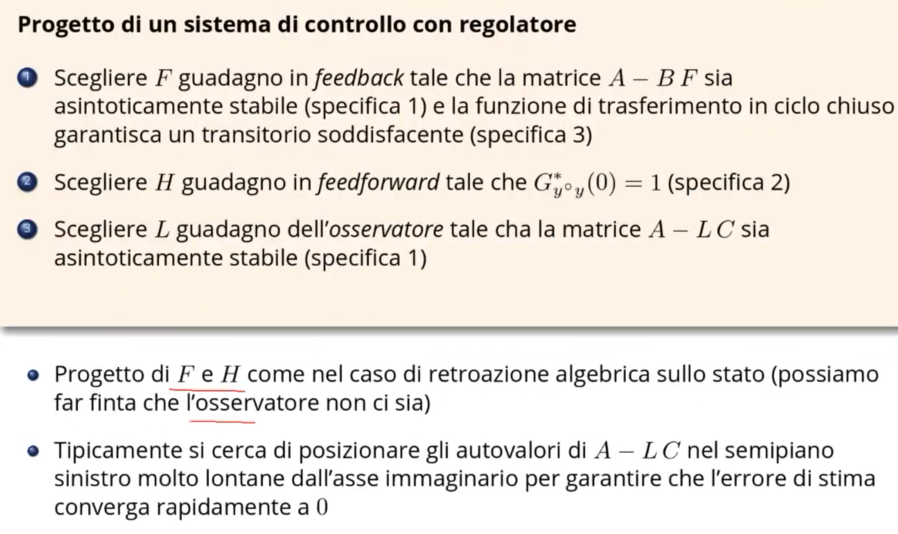 Progetto di un sistema di controllo con regolatore
1 Scegliere F guadagno in feedback tale che la matrice A − B F sia
asintoticamente stabile (specifica 1) e la funzione di trasferimento in ciclo chiuso
garantisca un transitorio soddisfacente (specifica 3)
2 Scegliere H guadagno in feedforward tale che G*y°y(0) = 1 (specifica 2)
3 Scegliere L guadagno dell'osservatore tale cha la matrice A − L C sia
asintoticamente stabile (specifica 1)
• Progetto di F e H come nel caso di retroazione algebrica sullo stato (possiamo
far finta che l'osservatore non ci sia)
• Tipicamente si cerca di posizionare gli autovalori di A − L C nel semipiano
sinistro molto lontane dall'asse immaginario per garantire che l'errore di stima
converga rapidamente a 0